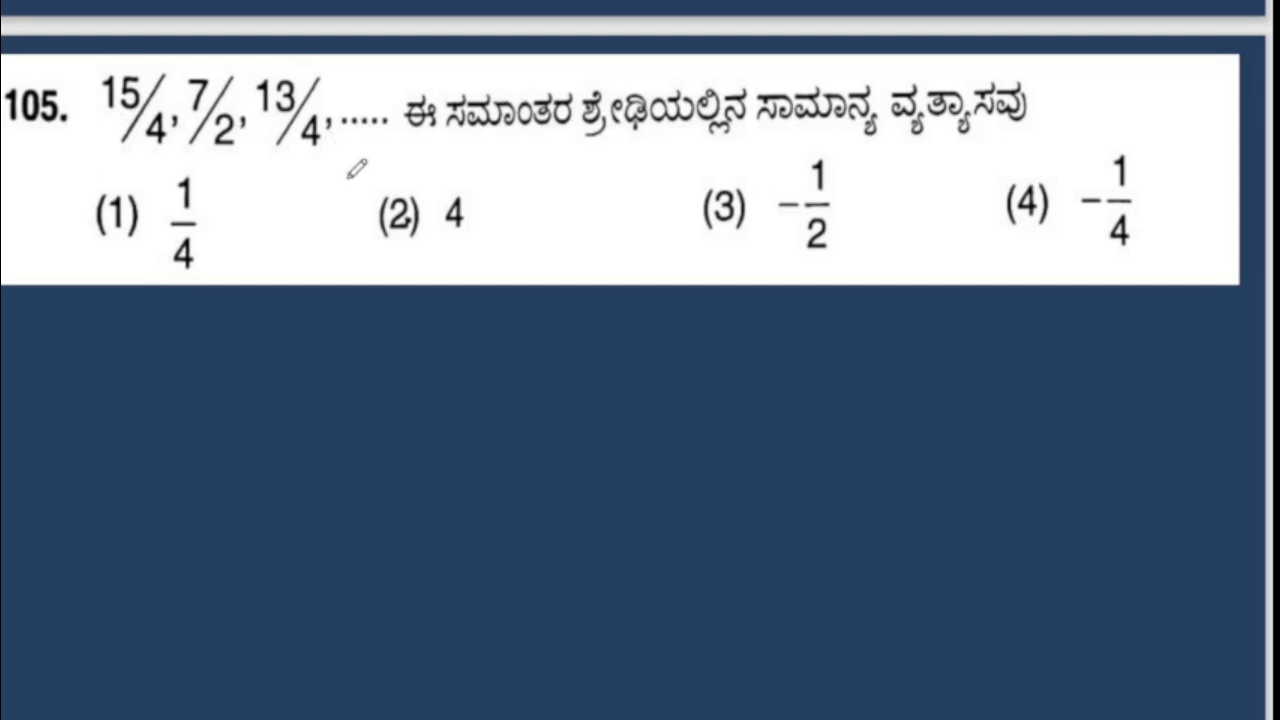 105. 15/4, 7/2, 13/4, ..... ಈ ಸಮಾಂತರ ಶ್ರೇಢಿಯಲ್ಲಿನ ಸಾಮಾನ್ಯ ವ್ಯತ್ಯಾಸವು
(1) 1/4 (2) 4 (3) -1/2 (4) -1/4